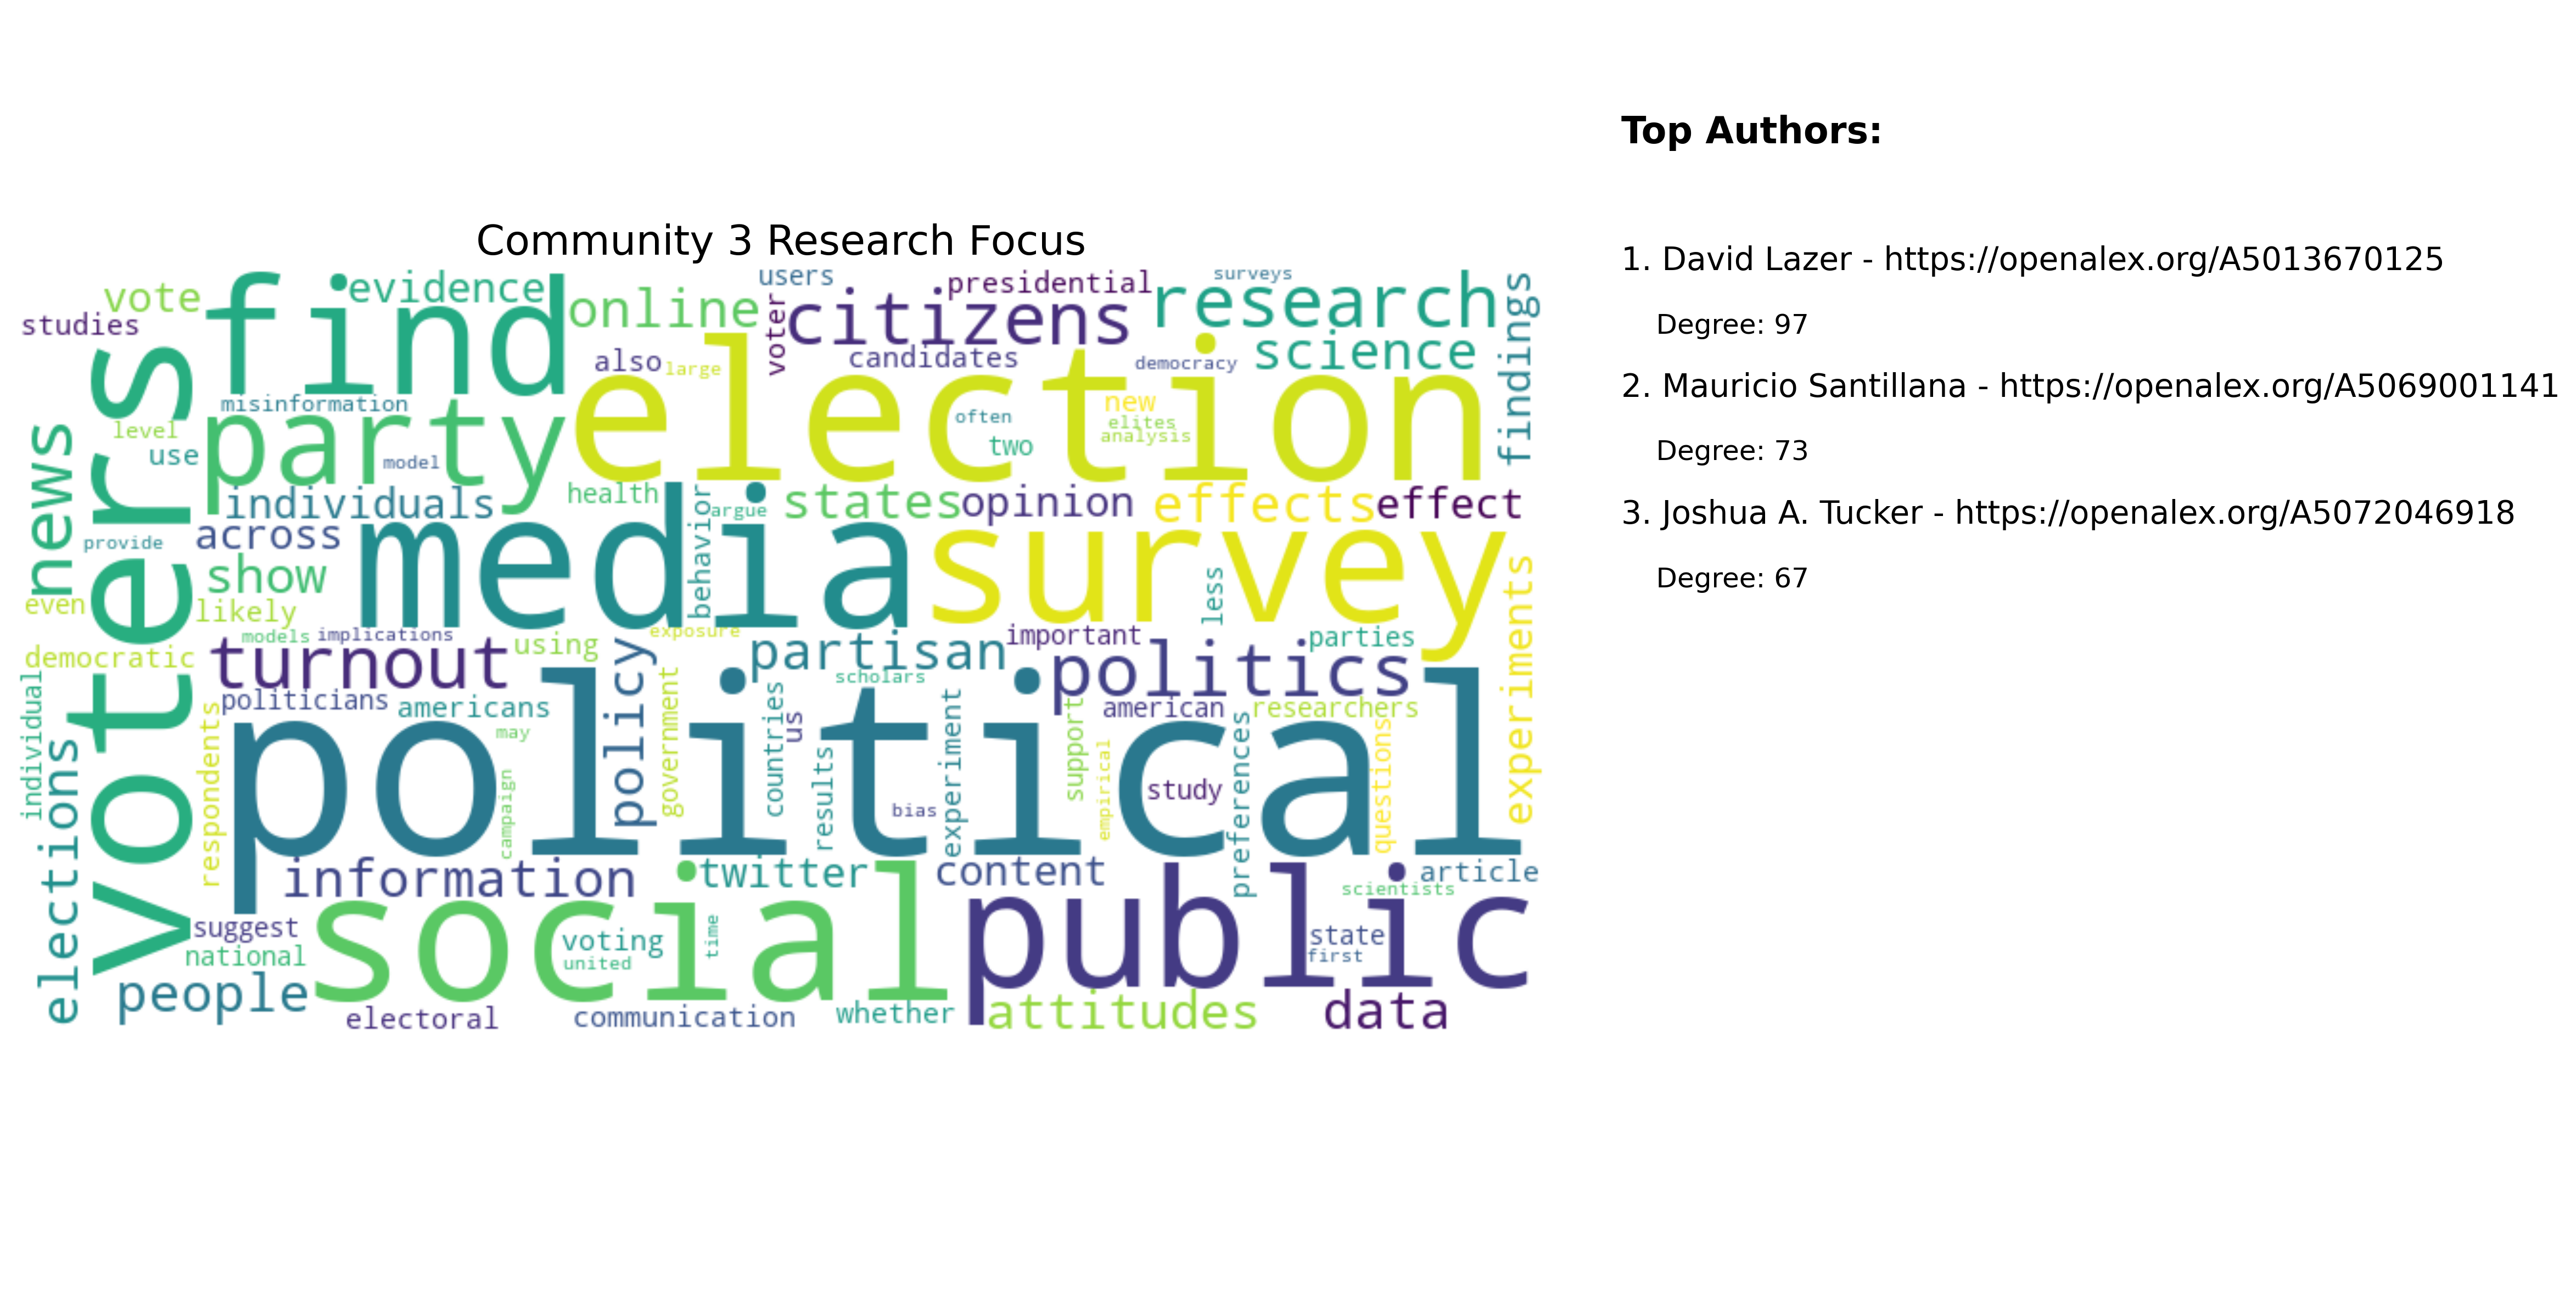 Community 3 Research Focus
users
presidential
surveys
vote
find
evidence
online
voter
citizens
research
findings
studies
also
large
candidates
democracy
science
voters
misinformation
party
election
often
new
elites
analysis
two
level
use
model
news
individuals
health
behavior
argue
states
opinion
effects
effect
across
provide
media
survey
show
less
experiments
even
likely
models
implications
using
exposure
important
parties
democratic
turnout
policy
partisan
politics
scholars
individual
politicians
americans
government
countries
us
support
american
researchers
respondents
political
may
results
experiment
empirical
study
preferences
questions
elections
campaign
bias
information
twitter
content
article
scientists
suggest
social
voting
time
public
state
national
united
first
people
electoral
communication
whether
attitudes
data
Top Authors:
1. David Lazer - https://openalex.org/A5013670125
Degree: 97
2. Mauricio Santillana - https://openalex.org/A5069001141
Degree: 73
3. Joshua A. Tucker - https://openalex.org/A5072046918
Degree: 67